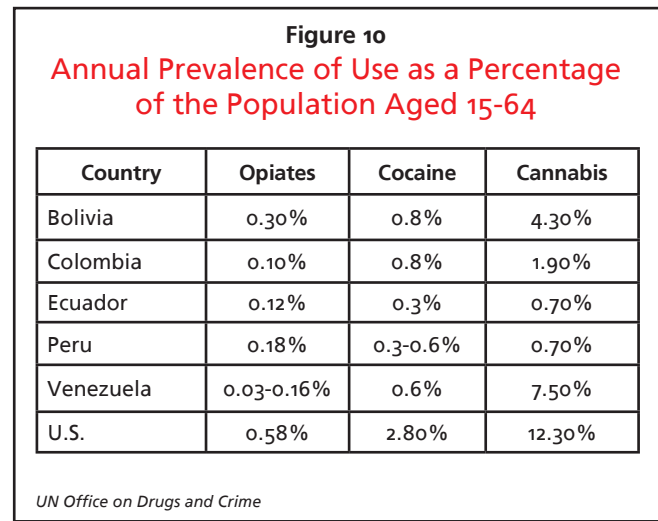 Figure 10
Annual Prevalence of Use as a Percentage
of the Population Aged 15-64
Country Opiates Cocaine Cannabis
Bolivia 0.30% 0.8% 4.30%
Colombia 0.10% 0.8% 1.90%
Ecuador 0.12% 0.3% 0.70%
Peru 0.18% 0.3-0.6% 0.70%
Venezuela 0.03-0.16% 0.6% 7.50%
U.S. 0.58% 2.80% 12.30%
UN Office on Drugs and Crime